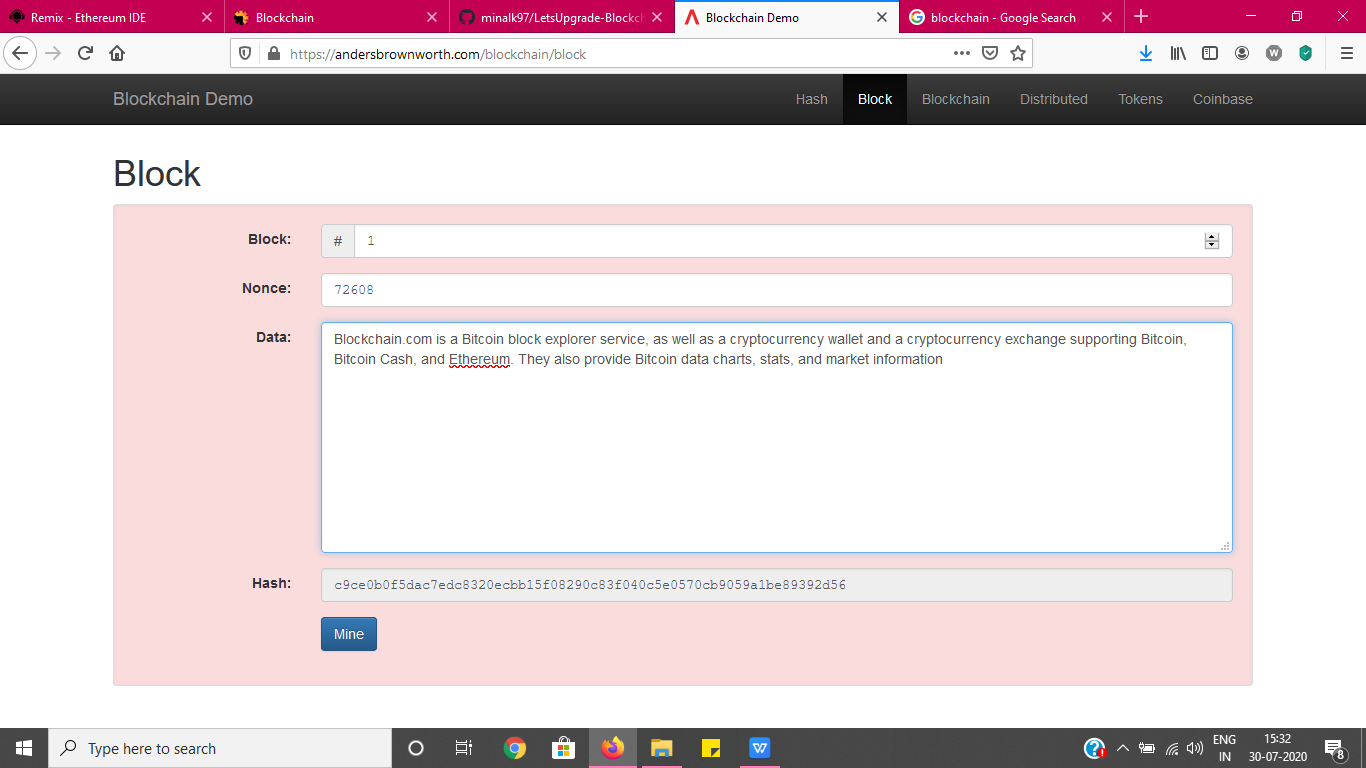 Remix - Ethereum IDE
Blockchain
minalk97/LetsUpgrade-Blockch
Blockchain Demo
blockchain - Google Search
https://andersbrownworth.com/blockchain/block
Blockchain Demo
Hash
Block
Blockchain
Distributed
Tokens
Coinbase
Block
Block:
# 1
Nonce:
72608
Data:
Blockchain.com is a Bitcoin block explorer service, as well as a cryptocurrency wallet and a cryptocurrency exchange supporting Bitcoin,
Bitcoin Cash, and Ethereum. They also provide Bitcoin data charts, stats, and market information
Hash:
c9ce0b0f5dac7edc8320ecbb15f08290c83f040c5e0570cb9059a1be89392d56
Mine
Type here to search
ENG
IN
15:32
30-07-2020
8